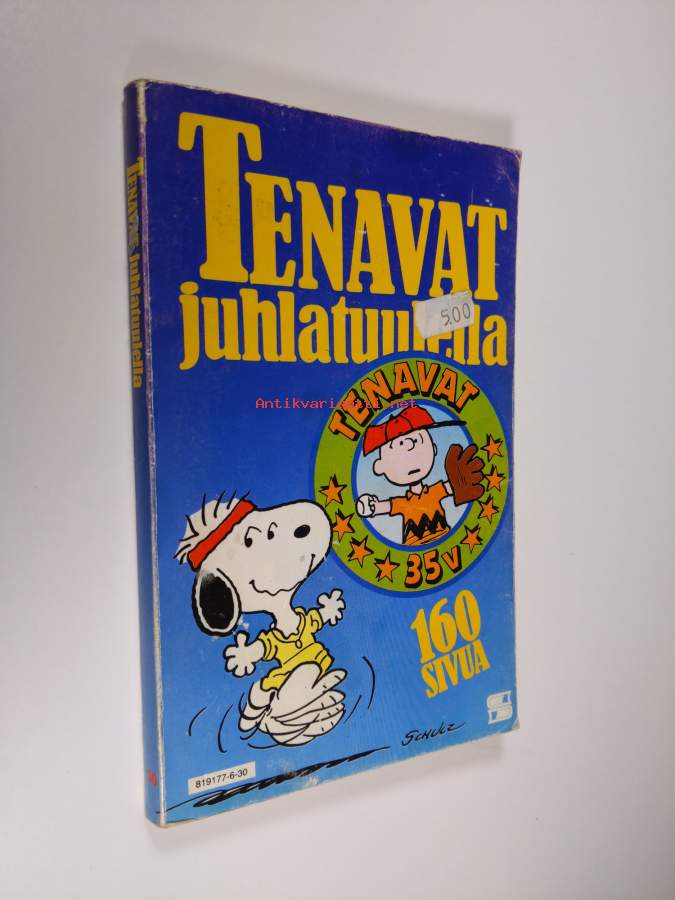 TENAVAT
juhlatuulella
5.00
TENAVAT
35V
160
SIVUA
SCHULZ
819177-6-30
TENAVAT Juhlatuulella
Antikvariaatti.net